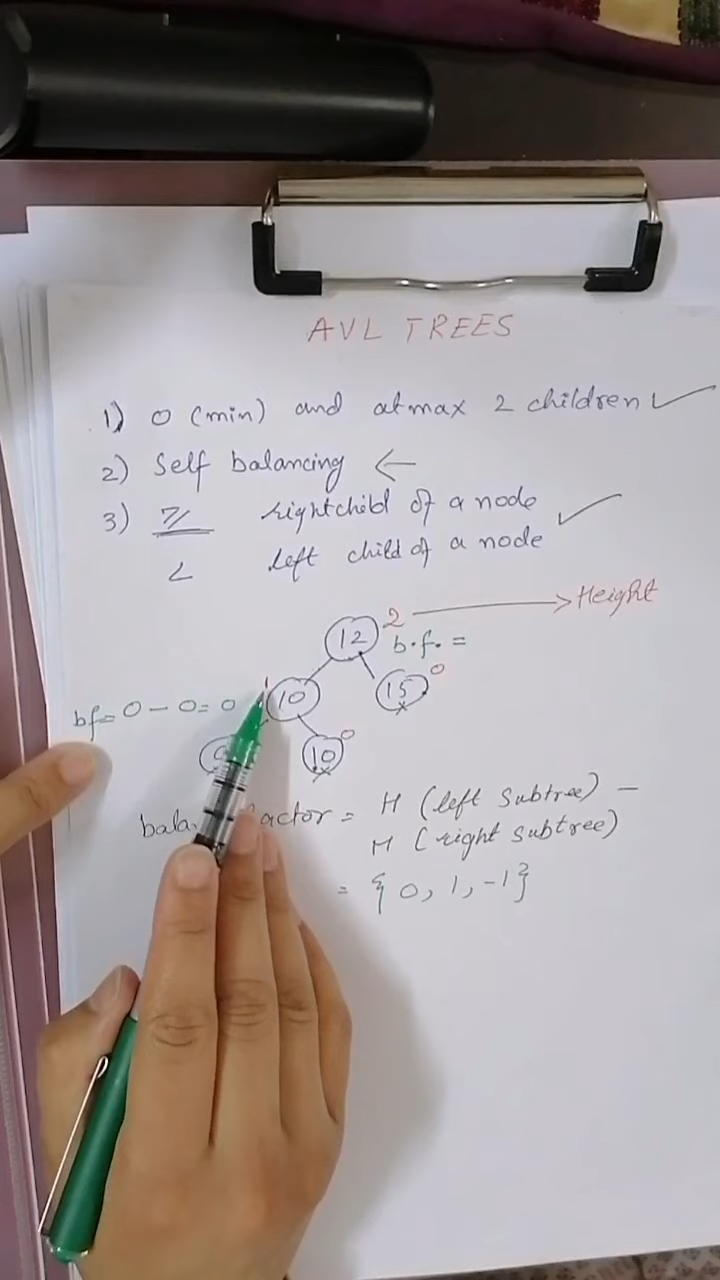 AVL TREES
1) 0 (min) and atmax 2 children ✓
2) Self balancing ←
3) ≥ right child of a node ✓
< left child of a node
12 2 → Height
b.f. =
10 15 0
bf= 0 - 0 = 0
10 0
H (left subtree) -
H (right subtree)
= {0, 1, -1}